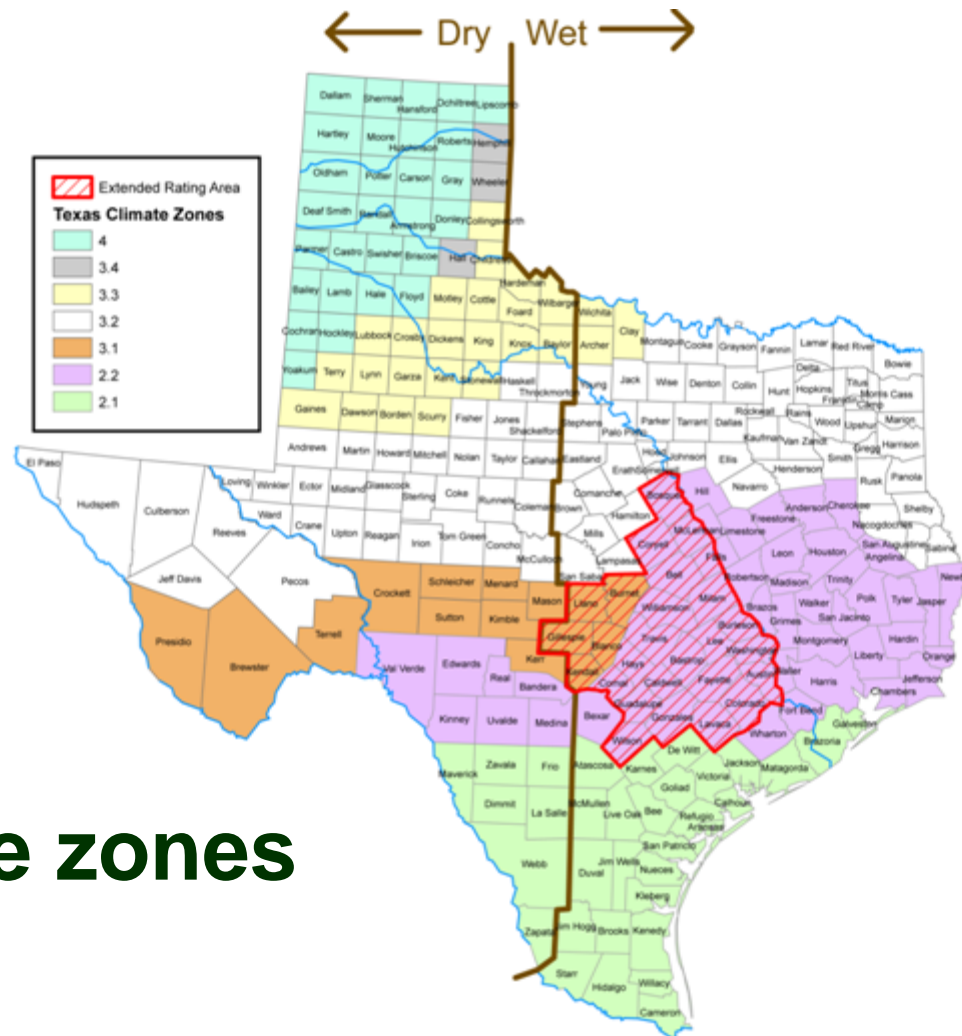 Dry Wet
Extended Rating Area
Texas Climate Zones
4
3.4
3.3
3.2
3.1
2.2
2.1
Dallam Sherman Hansford Ochiltree Lipscomb
Hartley Moore Hutchinson Roberts Hemphill
Oldham Potter Carson Gray Wheeler
Deaf Smith Randall Armstrong Donley Collingsworth
Parmer Castro Swisher Briscoe Hall Childress
Hardeman
Bailey Lamb Hale Floyd Motley Cottle Foard Wilbarger Wichita Clay
Cochran Hockley Lubbock Crosby Dickens King Knox Baylor Archer Montague Cooke Grayson Fannin Lamar Red River
Bowie
Yoakum Terry Lynn Garza Kent Stonewall Haskell Throckmorton Young Jack Wise Denton Collin Hunt Delta Hopkins Franklin Titus Camp Morris Cass
Gaines Dawson Borden Scurry Fisher Jones Shackelford Stephens Palo Pinto Parker Tarrant Dallas Rockwall Kaufman Rains Van Zandt Wood Upshur Marion
Gregg Harrison
Andrews Martin Howard Mitchell Nolan Taylor Callahan Eastland Erath Somervell Hood Johnson Ellis Navarro Henderson Smith Rusk Panola
El Paso Hudspeth Culberson Reeves Loving Winkler Ector Midland Glasscock Sterling Coke Runnels Coleman Brown Comanche Hamilton Bosque Hill Freestone Anderson Cherokee Nacogdoches Shelby
Ward Crane Upton Reagan Irion Tom Green Concho McCulloch Mills Lampasas Coryell McLennan Limestone Falls Leon Houston Angelina San Augustine Sabine
Jeff Davis Pecos Crockett Schleicher Menard Mason San Saba Llano Burnet Bell Milam Robertson Madison Trinity Polk Tyler Jasper Newt
Presidio Brewster Terrell Sutton Kimble Gillespie Blanco Williamson Travis Lee Burleson Brazos Grimes Walker San Jacinto Hardin
Val Verde Edwards Real Kerr Bandera Kendall Comal Hays Bastrop Caldwell Fayette Washington Austin Waller Montgomery Liberty Orange
Harris Chambers Jefferson
Kinney Uvalde Medina Bexar Guadalupe Gonzales Wilson Lavaca Colorado Wharton Fort Bend Brazoria Galveston
Maverick Zavala Frio Atascosa Karnes De Witt Jackson Matagorda
Victoria
Goliad
Dimmit La Salle McMullen Live Oak Bee Refugio Calhoun
Aransas
San Patricio
Webb Duval Jim Wells Nueces
Kleberg
Zapata Jim Hogg Brooks Kenedy
Starr Hidalgo Willacy
Cameron
e zones